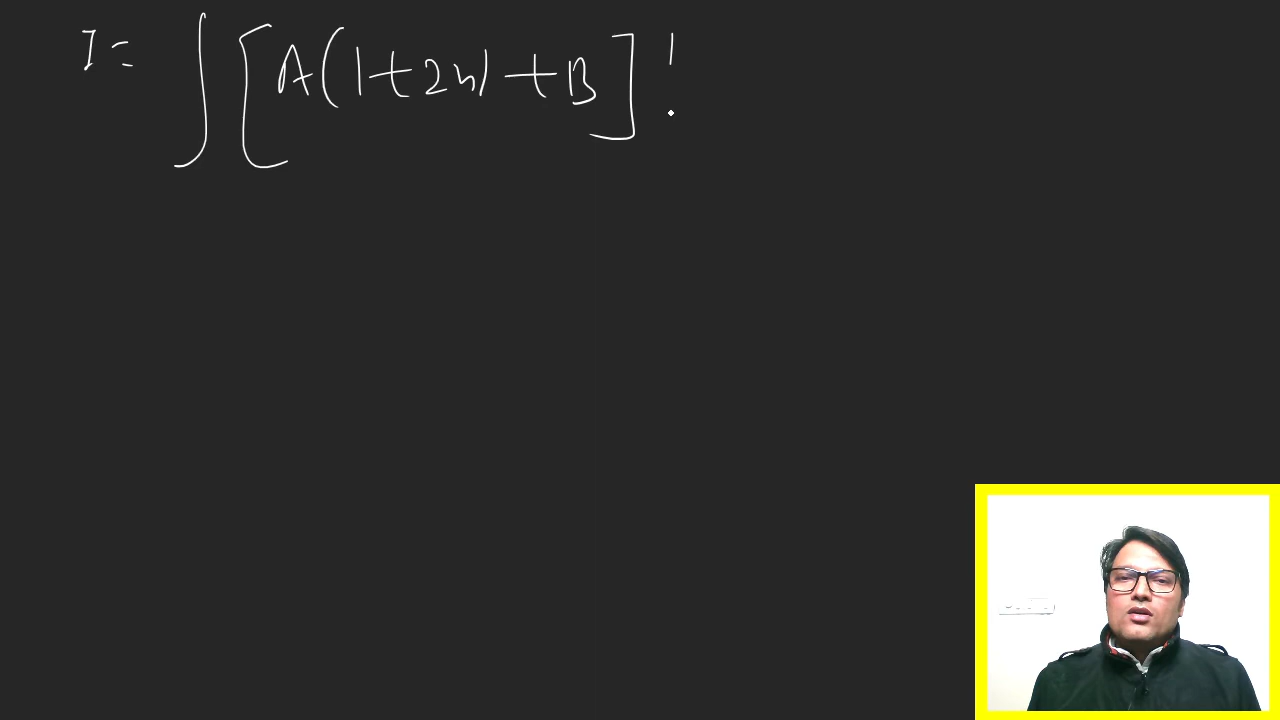 I = ∫ [A(1+2x) + B]